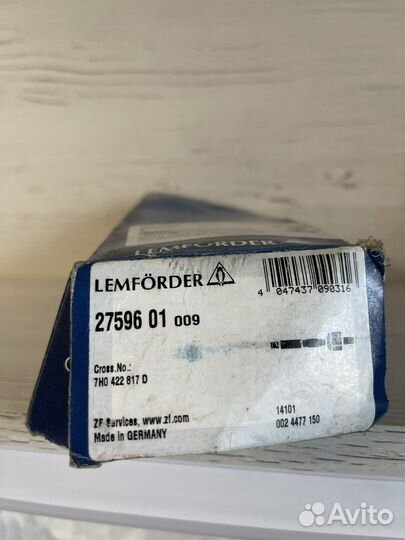 LEMFÖRDER
LEMFÖRDER
4 047437 090316
27596 01 009
Cross.No.:
7H0 422 817 D
ZF Services, www.zf.com
Made in GERMANY
14101
002 4477 150
Avito